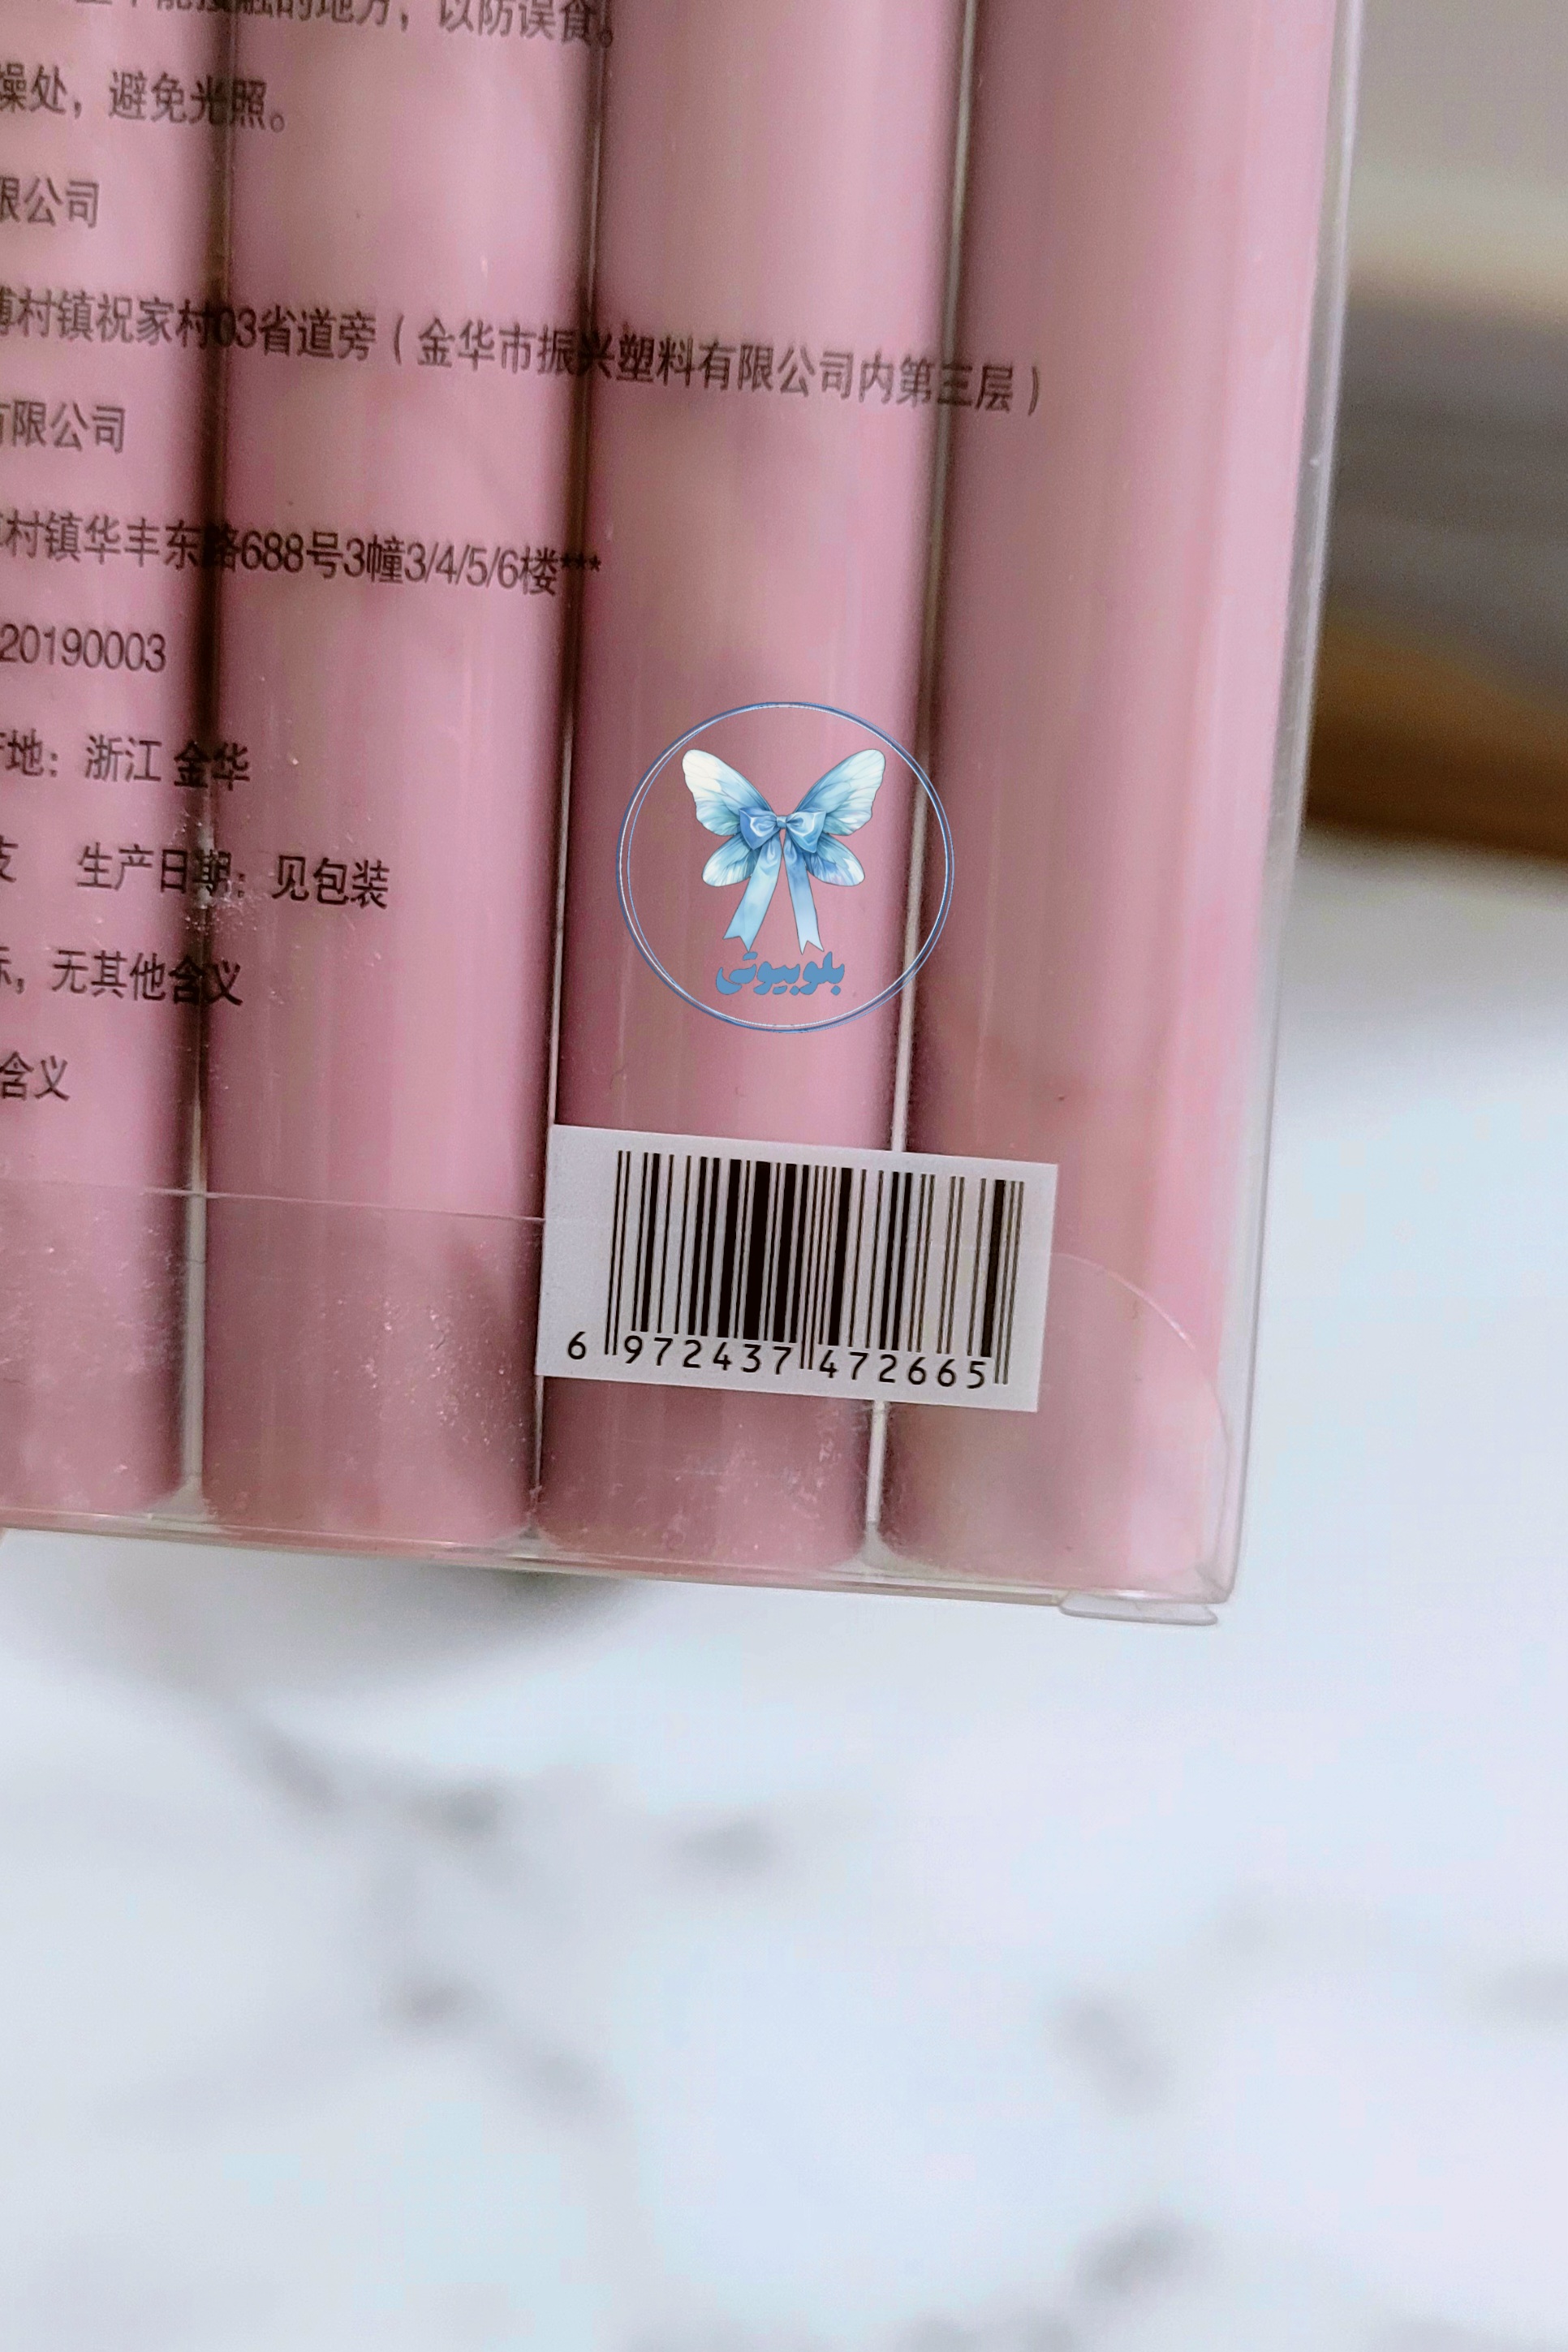 能接触的地方，以防误食。
燥处，避免光照。
限公司
村镇祝家村03省道旁（金华市振兴塑料有限公司内第三层）
有限公司
村镇华丰东路688号3幢3/4/5/6楼***
20190003
地：浙江 金华
支 生产日期：见包装
标，无其他含义
含义
بلوبیوتی
6 972437 472665